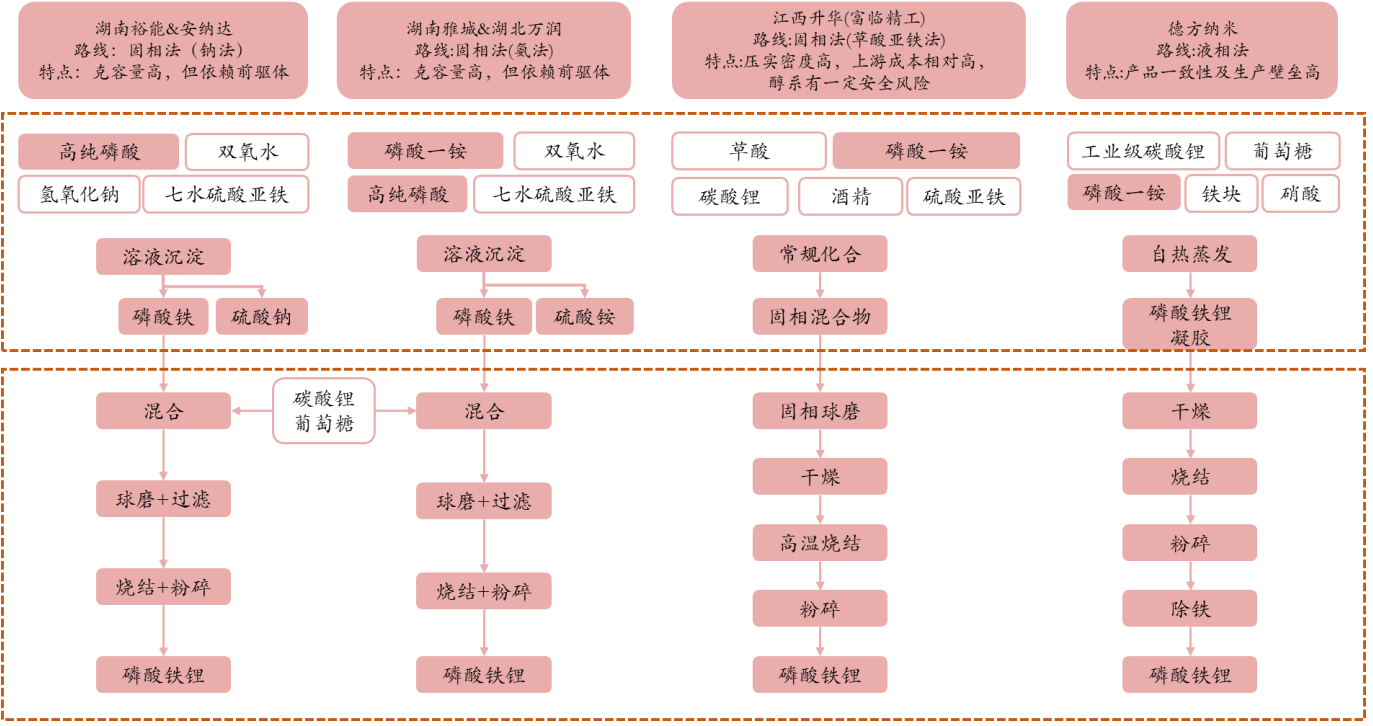 湖南裕能&安纳达
路线：固相法（钠法）
特点：克容量高，但依赖前驱体
湖南雅城&湖北万润
路线:固相法(氨法)
特点：克容量高，但依赖前驱体
江西升华(富临精工)
路线:固相法(草酸亚铁法)
特点:压实密度高，上游成本相对高，
醇系有一定安全风险
德方纳米
路线:液相法
特点:产品一致性及生产壁垒高
高纯磷酸
双氧水
氢氧化钠
七水硫酸亚铁
磷酸一铵
双氧水
高纯磷酸
七水硫酸亚铁
草酸
磷酸一铵
碳酸锂
酒精
硫酸亚铁
工业级碳酸锂
葡萄糖
磷酸一铵
铁块
硝酸
溶液沉淀
磷酸铁
硫酸钠
溶液沉淀
磷酸铁
硫酸铵
常规化合
固相混合物
自热蒸发
磷酸铁锂
凝胶
混合
碳酸锂
葡萄糖
混合
固相球磨
干燥
球磨+过滤
球磨+过滤
干燥
烧结
高温烧结
粉碎
烧结+粉碎
烧结+粉碎
粉碎
除铁
磷酸铁锂
磷酸铁锂
磷酸铁锂
磷酸铁锂